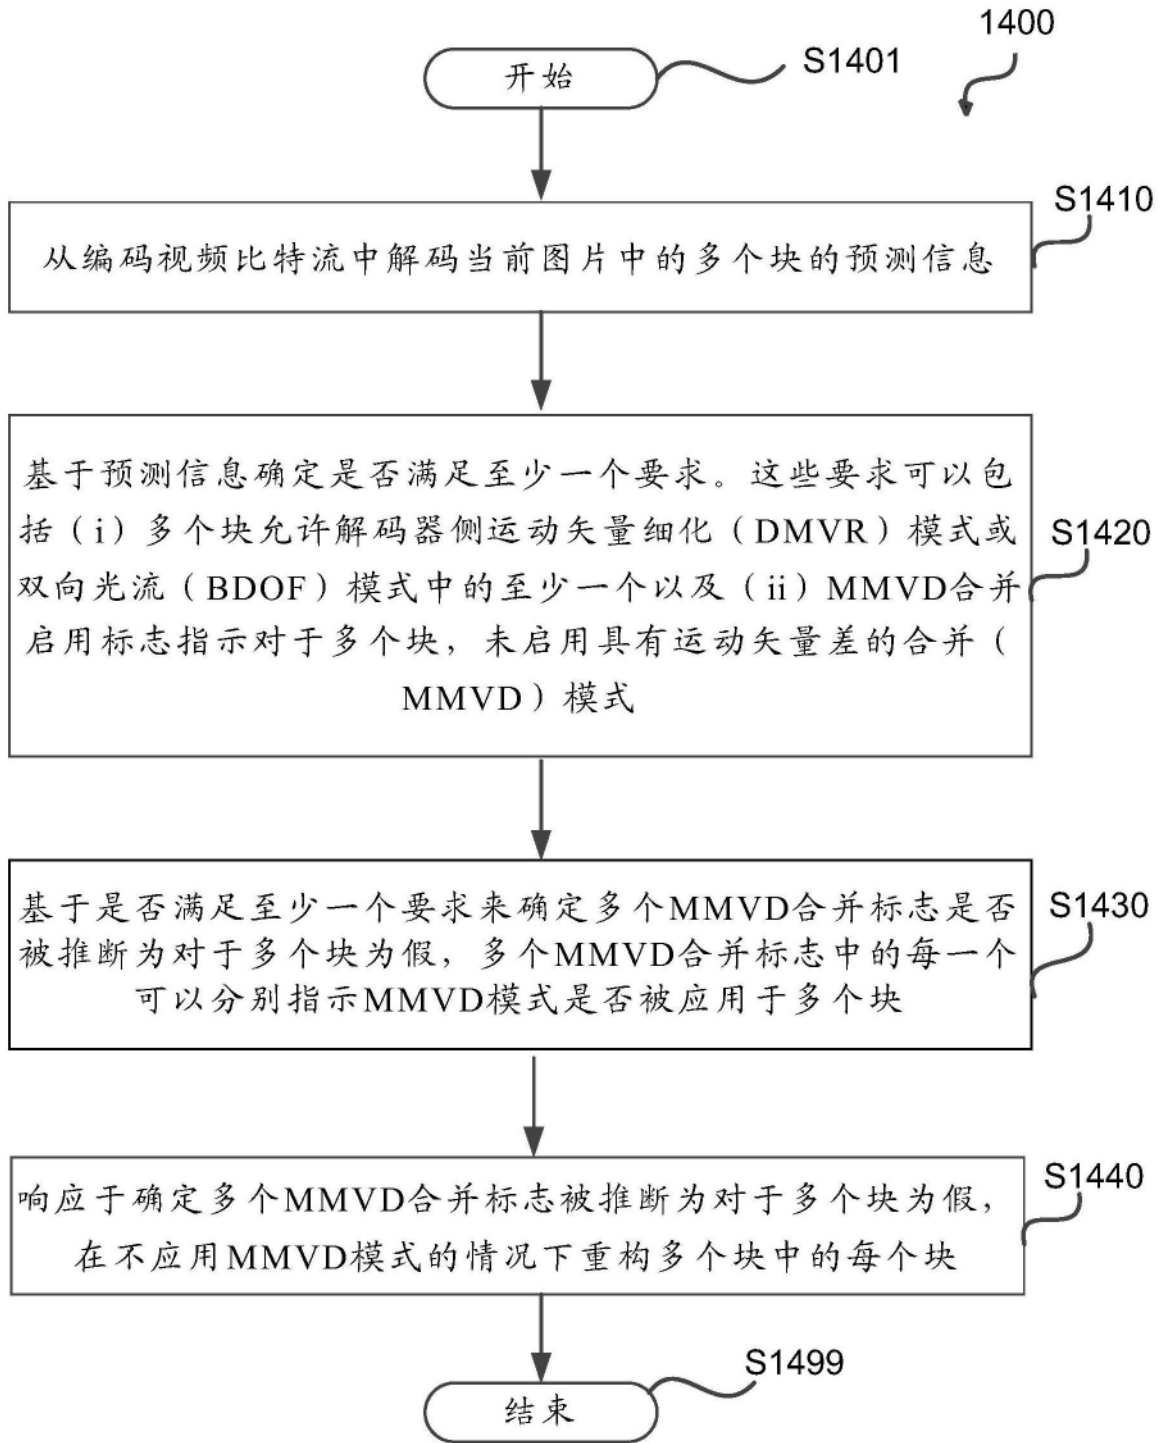 1400
开始
S1401
S1410
从编码视频比特流中解码当前图片中的多个块的预测信息
基于预测信息确定是否满足至少一个要求。这些要求可以包
括（i）多个块允许解码器侧运动矢量细化（DMVR）模式或
双向光流（BDOF）模式中的至少一个以及（ii）MMVD合并
启用标志指示对于多个块，未启用具有运动矢量差的合并（
MMVD）模式
S1420
基于是否满足至少一个要求来确定多个MMVD合并标志是否
被推断为对于多个块为假，多个MMVD合并标志中的每一个
可以分别指示MMVD模式是否被应用于多个块
S1430
响应于确定多个MMVD合并标志被推断为对于多个块为假，
在不应用MMVD模式的情况下重构多个块中的每个块
S1440
S1499
结束